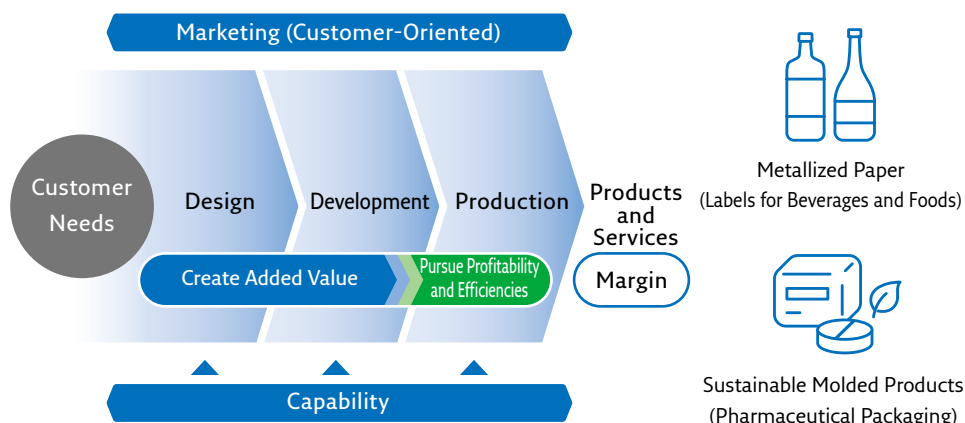 Marketing (Customer-Oriented)
Customer
Needs
Design
Development
Production
Products
and
Services
Create Added Value
Pursue Profitability
and Efficiencies
Margin
Capability
Metallized Paper
(Labels for Beverages and Foods)
Sustainable Molded Products
(Pharmaceutical Packaging)